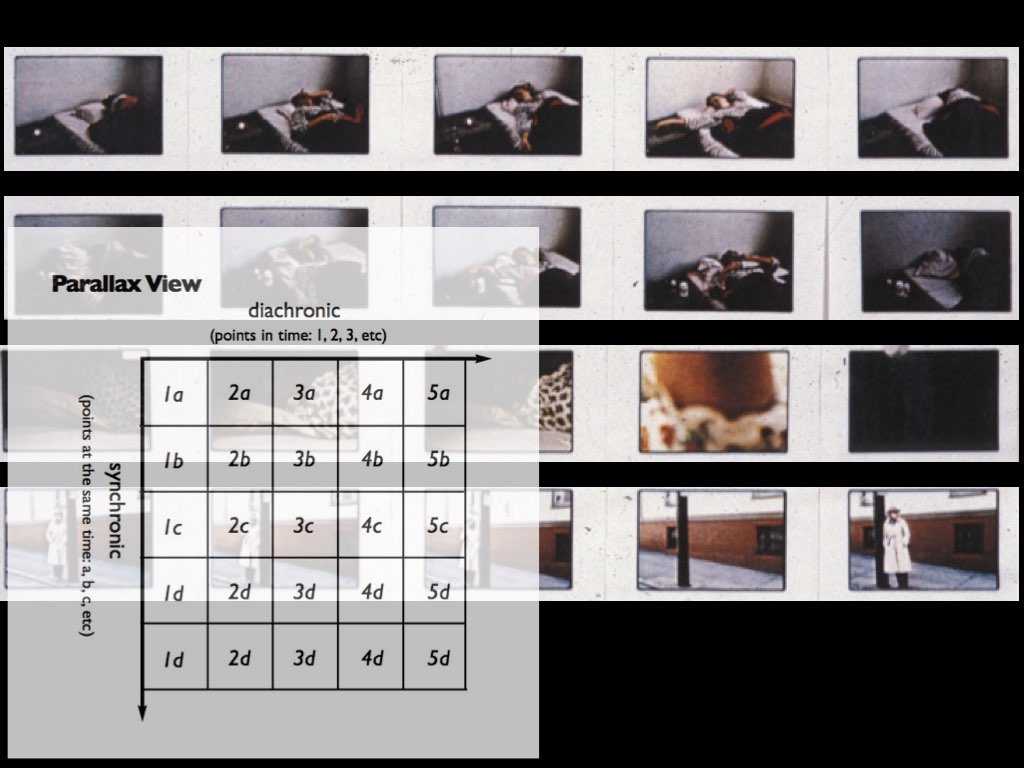 Parallax View
diachronic
(points in time: 1, 2, 3, etc)
synchronic
(points at the same time: a, b, c, etc)
1a 2a 3a 4a 5a
1b 2b 3b 4b 5b
1c 2c 3c 4c 5c
1d 2d 3d 4d 5d
1d 2d 3d 4d 5d